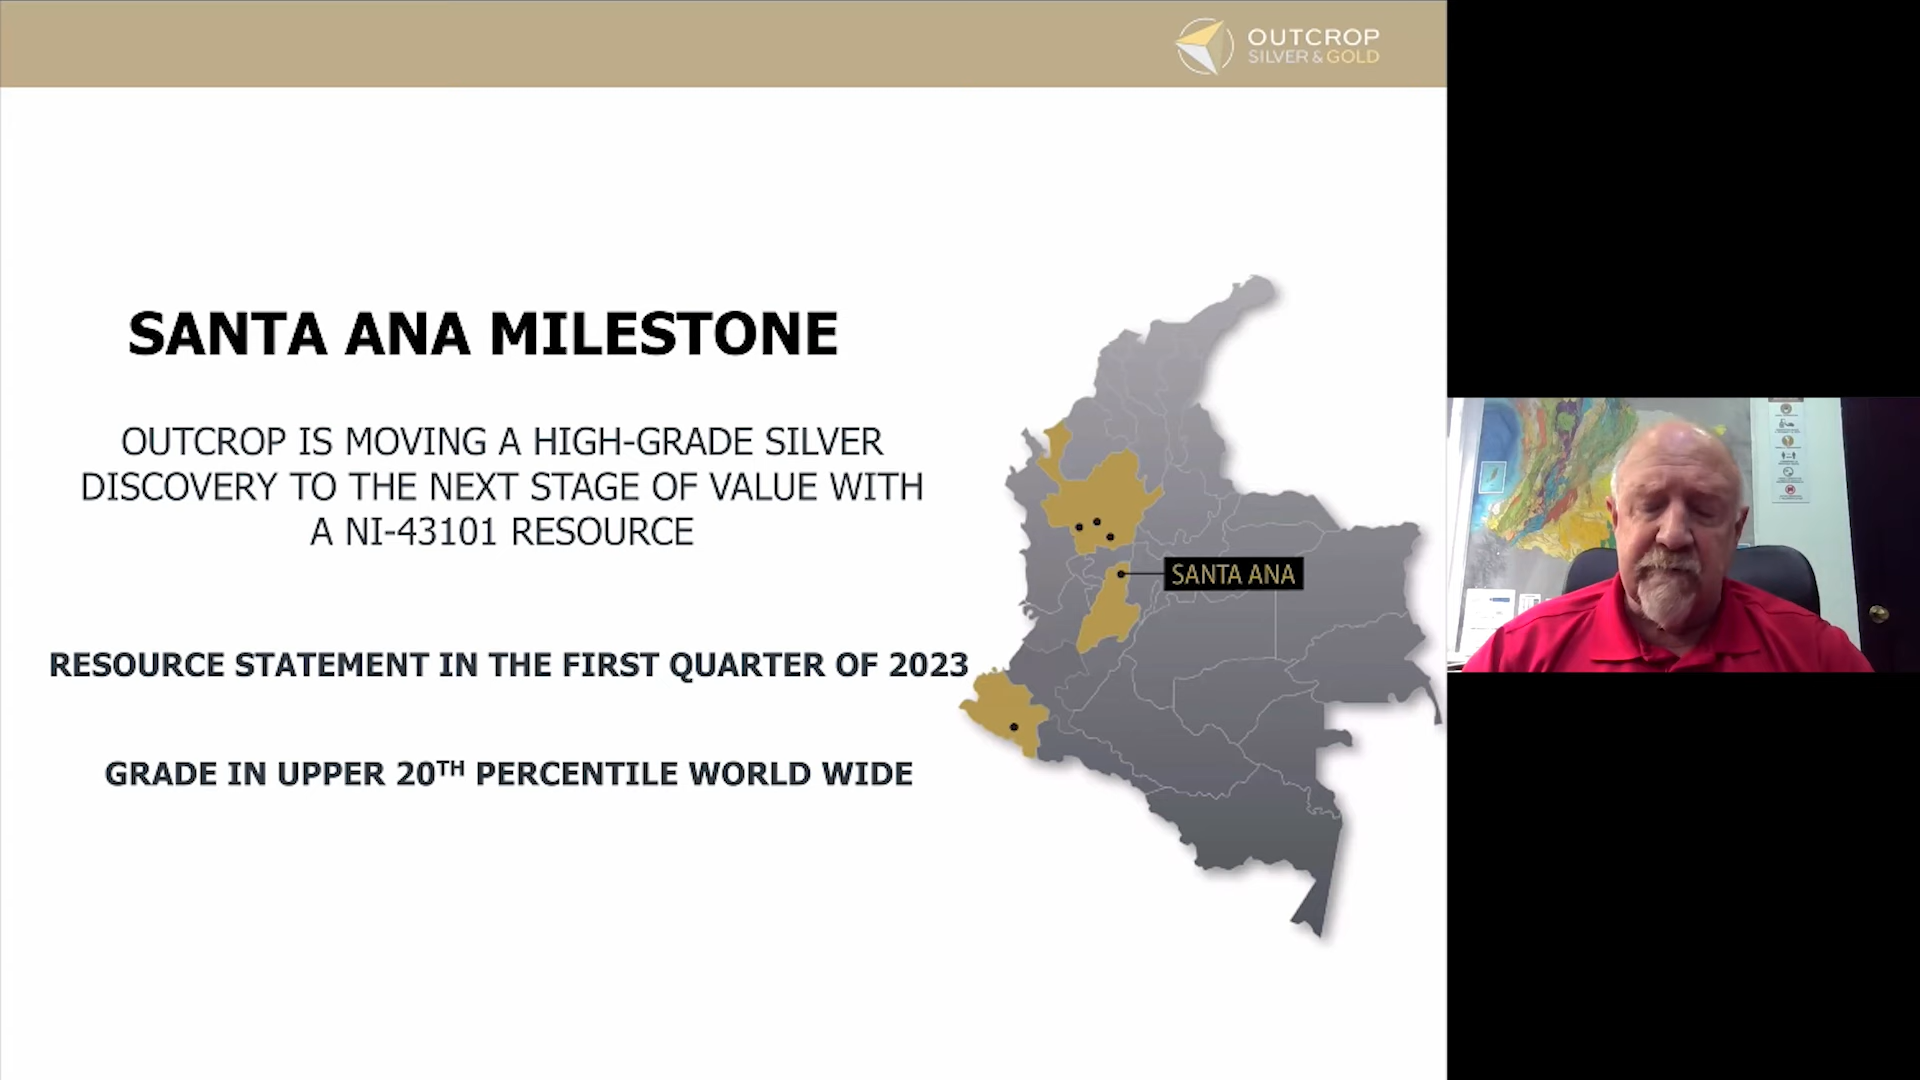 OUTCROP
SILVER & GOLD
SANTA ANA MILESTONE
OUTCROP IS MOVING A HIGH-GRADE SILVER
DISCOVERY TO THE NEXT STAGE OF VALUE WITH
A NI-43101 RESOURCE
SANTA ANA
RESOURCE STATEMENT IN THE FIRST QUARTER OF 2023
GRADE IN UPPER 20TH PERCENTILE WORLD WIDE